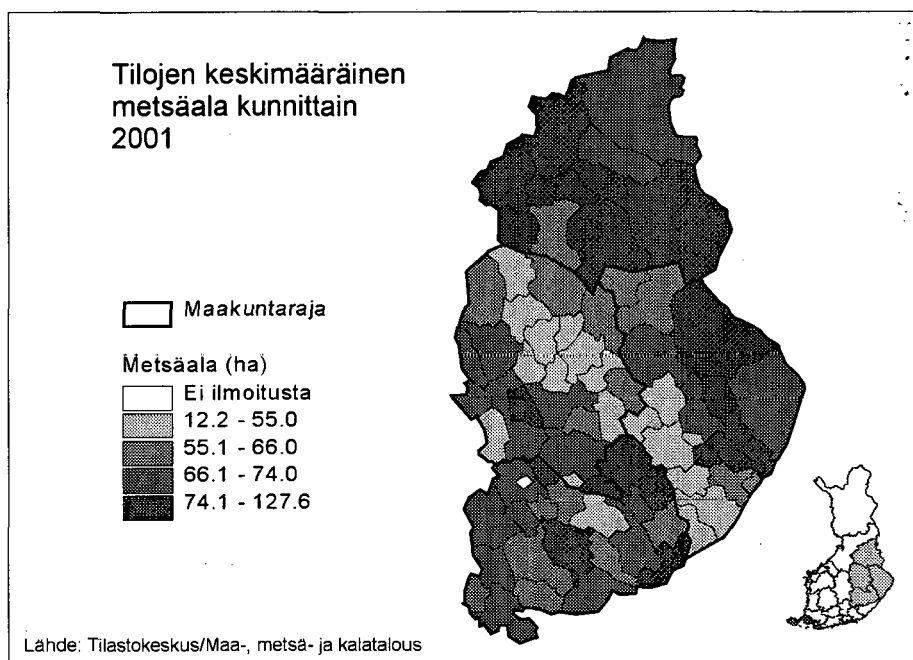 Tilojen keskimääräinen
metsäala kunnittain
2001
Maakuntaraja
Metsäala (ha)
Ei ilmoitusta
12.2 - 55.0
55.1 - 66.0
66.1 - 74.0
74.1 - 127.6
Lähde: Tilastokeskus/Maa-, metsä- ja kalatalous